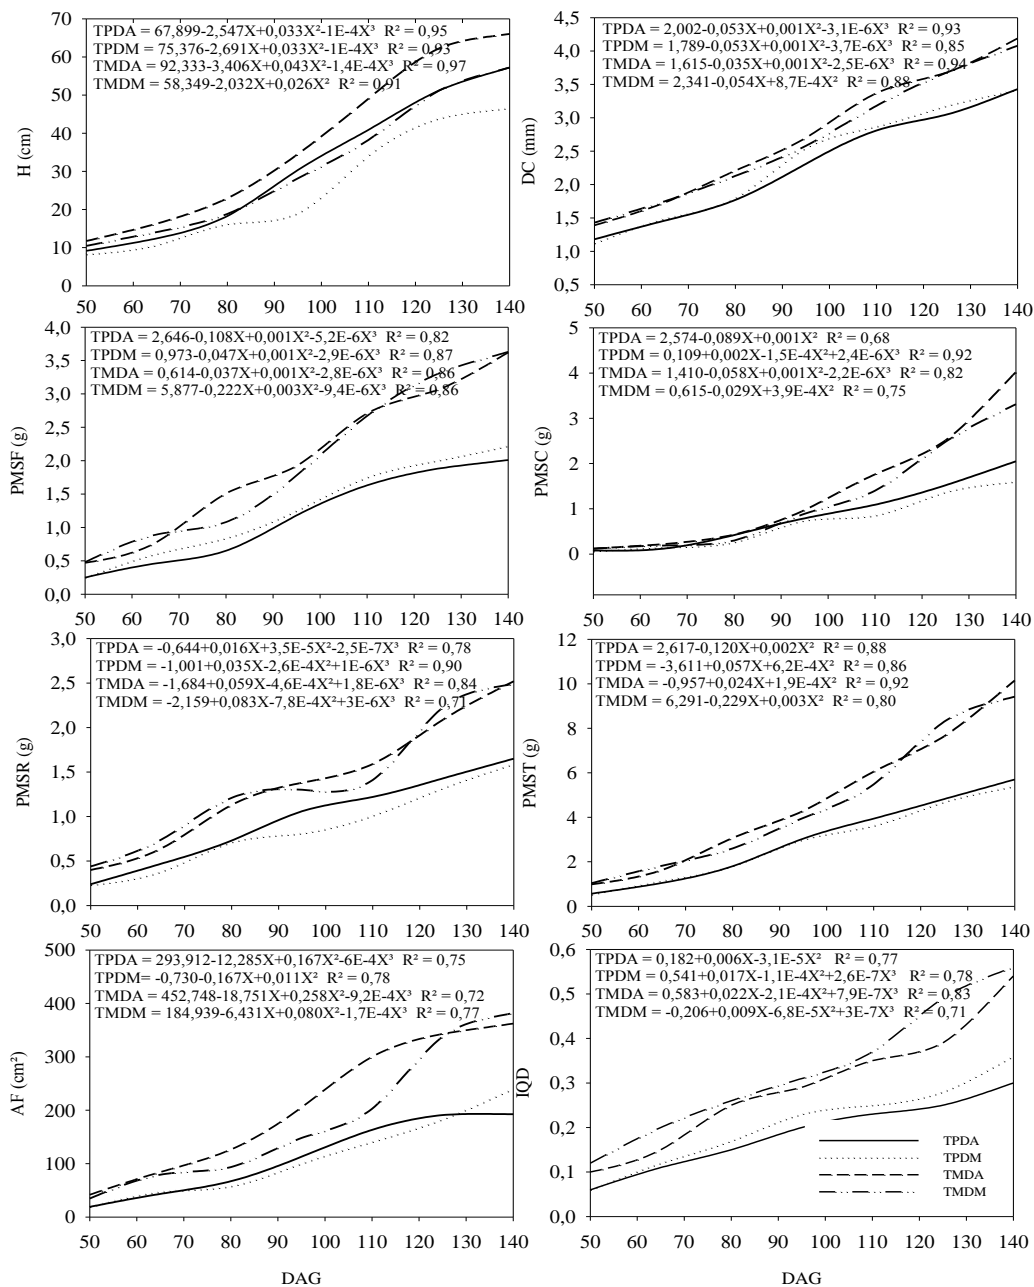 TPDA = 67,899-2,547X+0,033X²-1E-4X³  R² = 0,95
TPDM = 75,376-2,691X+0,033X²-1E-4X³  R² = 0,93
TMDA = 92,333-3,406X+0,043X²-1,4E-4X³  R² = 0,97
TMDM = 58,349-2,032X+0,026X²  R² = 0,91
H (cm)
70
60
50
40
30
20
10
0
50 60 70 80 90 100 110 120 130 140
TPDA = 2,002-0,053X+0,001X²-3,1E-6X³  R² = 0,93
TPDM = 1,789-0,053X+0,001X²-3,7E-6X³  R² = 0,85
TMDA = 1,615-0,035X+0,001X²-2,5E-6X³  R² = 0,94
TMDM = 2,341-0,054X+8,7E-4X²  R² = 0,88
DC (mm)
4,5
4,0
3,5
3,0
2,5
2,0
1,5
1,0
0,5
50 60 70 80 90 100 110 120 130 140
TPDA = 2,646-0,108X+0,001X²-5,2E-6X³  R² = 0,82
TPDM = 0,973-0,047X+0,001X²-2,9E-6X³  R² = 0,87
TMDA = 0,614-0,037X+0,001X²-2,8E-6X³  R² = 0,86
TMDM = 5,877-0,222X+0,003X²-9,4E-6X³  R² = 0,86
PMSF (g)
4,0
3,5
3,0
2,5
2,0
1,5
1,0
0,5
0,0
50 60 70 80 90 100 110 120 130 140
TPDA = 2,574-0,089X+0,001X²  R² = 0,68
TPDM = 0,109+0,002X-1,5E-4X²+2,4E-6X³  R² = 0,92
TMDA = 1,410-0,058X+0,001X²-2,2E-6X³  R² = 0,82
TMDM = 0,615-0,029X+3,9E-4X²  R² = 0,75
PMSC (g)
5
4
3
2
1
0
50 60 70 80 90 100 110 120 130 140
TPDA = -0,644+0,016X+3,5E-5X²-2,5E-7X³  R² = 0,78
TPDM = -1,001+0,035X-2,6E-4X²+1E-6X³  R² = 0,90
TMDA = -1,684+0,059X-4,6E-4X²+1,8E-6X³  R² = 0,84
TMDM = -2,159+0,083X-7,8E-4X²+3E-6X³  R² = 0,71
PMSR (g)
3,0
2,5
2,0
1,5
1,0
0,5
0,0
50 60 70 80 90 100 110 120 130 140
TPDA = 2,617-0,120X+0,002X²  R² = 0,88
TPDM = -3,611+0,057X+6,2E-4X²  R² = 0,86
TMDA = -0,957+0,024X+1,9E-4X²  R² = 0,92
TMDM = 6,291-0,229X+0,003X²  R² = 0,80
PMST (g)
12
10
8
6
4
2
0
50 60 70 80 90 100 110 120 130 140
TPDA = 293,912-12,285X+0,167X²-6E-4X³  R² = 0,75
TPDM= -0,730-0,167X+0,011X²  R² = 0,78
TMDA = 452,748-18,751X+0,258X²-9,2E-4X³  R² = 0,72
TMDM = 184,939-6,431X+0,080X²-1,7E-4X³  R² = 0,77
AF (cm²)
500
400
300
200
100
0
50 60 70 80 90 100 110 120 130 140
DAG
TPDA = 0,182+0,006X-3,1E-5X²  R² = 0,77
TPDM = 0,541+0,017X-1,1E-4X²+2,6E-7X³  R² = 0,78
TMDA = 0,583+0,022X-2,1E-4X²+7,9E-7X³  R² = 0,83
TMDM = -0,206+0,009X-6,8E-5X²+3E-7X³  R² = 0,71
IQD
0,6
0,5
0,4
0,3
0,2
0,1
0,0
TPDA
TPDM
TMDA
TMDM
50 60 70 80 90 100 110 120 130 140
DAG